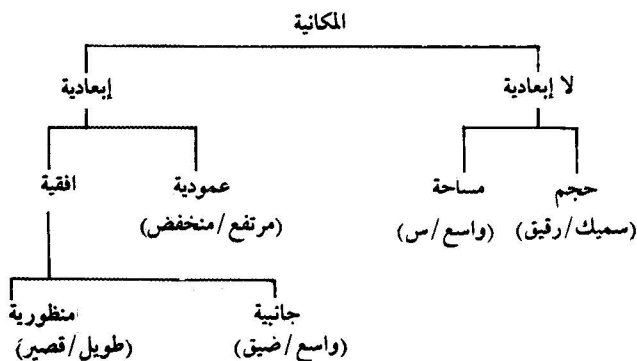 المكانية
لا إبعادية
إبعادية
حجم
مساحة
عمودية
افقية
(سميك/رقيق)
(واسع/س)
(مرتفع/منخفض)
جانبية
منظورية
(واسع/ضيق)
(طويل/قصير)